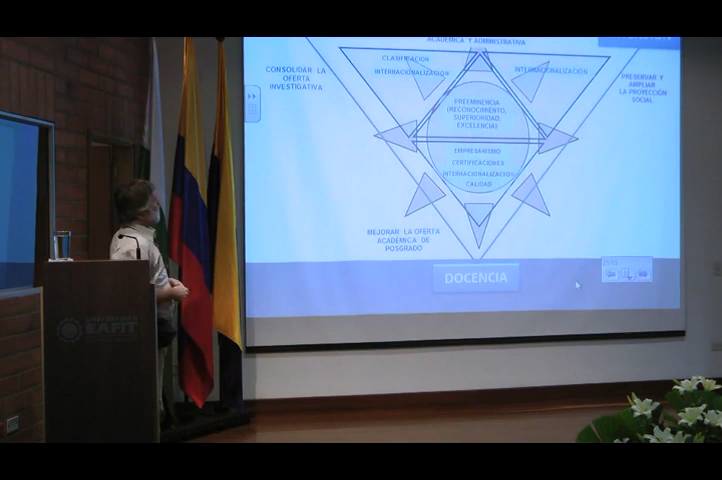 ACADÉMICA Y ADMINISTRATIVA
CLASIFICACIÓN
INTERNACIONALIZACIÓN
INTERNACIONALIZACIÓN
CONSOLIDAR LA
OFERTA
INVESTIGATIVA
PRESERVAR Y
AMPLIAR
LA PROYECCIÓN
SOCIAL
PREEMINENCIA
(RECONOCIMIENTO,
SUPERIORIDAD,
EXCELENCIA)
EMPRESARISMO
CERTIFICACIONES
INTERNACIONALIZACIÓN
CALIDAD
MEJORAR LA OFERTA
ACADÉMICA DE
POSGRADO
DOCENCIA
UNIVERSIDAD
EAFIT